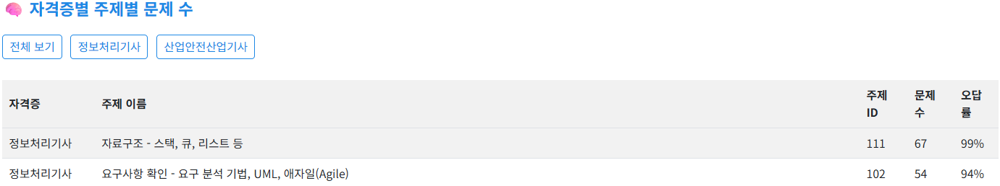 🧠 자격증별 주제별 문제 수
전체 보기 정보처리기사 산업안전산업기사
자격증 주제 이름 주제 ID 문제 수 오답률
정보처리기사 자료구조 - 스택, 큐, 리스트 등 111 67 99%
정보처리기사 요구사항 확인 - 요구 분석 기법, UML, 애자일(Agile) 102 54 94%